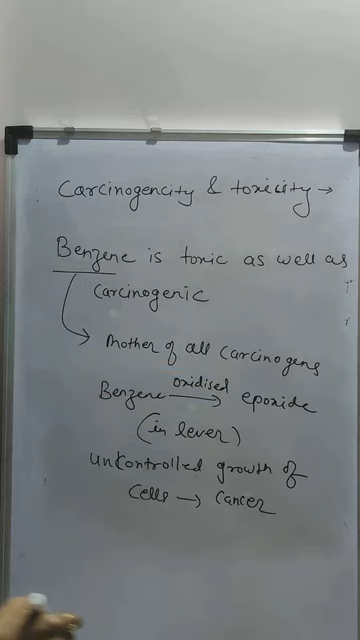 Carcinogencity & toxicity →
Benzene is toxic as well as
Carcinogenic
Mother of all carcinogens
Benzene oxidised → epoxide
(in lever)
uncontrolled growth of
Cells → Cancer